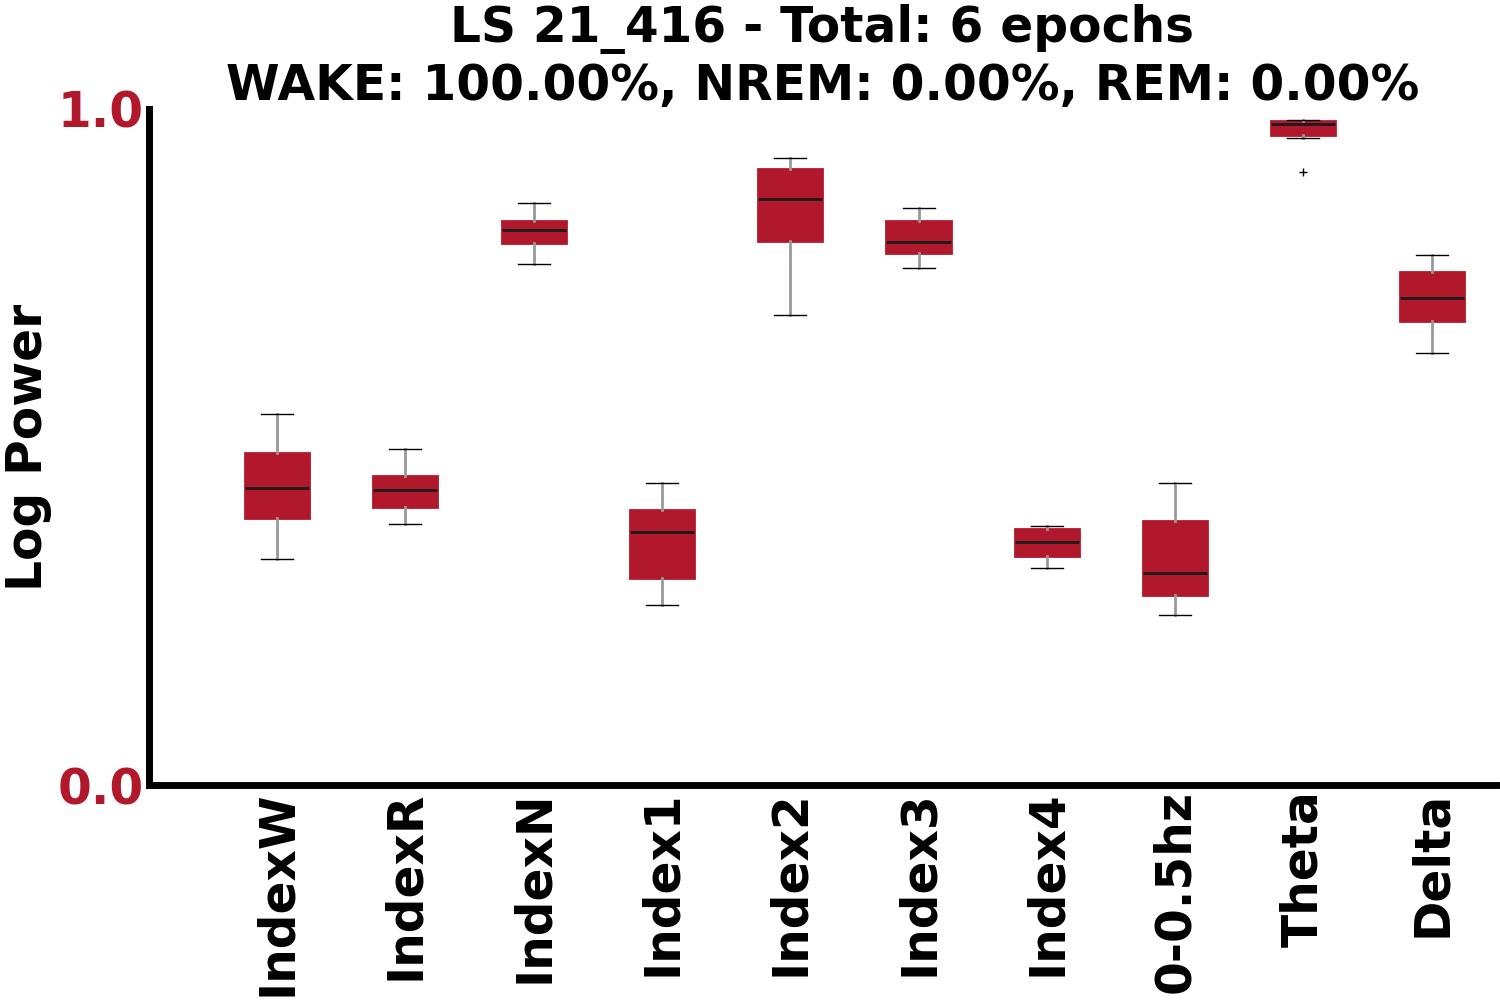 LS 21_416 - Total: 6 epochs
WAKE: 100.00%, NREM: 0.00%, REM: 0.00%
1.0
Log Power
0.0
IndexW
IndexR
IndexN
Index1
Index2
Index3
Index4
0-0.5hz
Theta
Delta